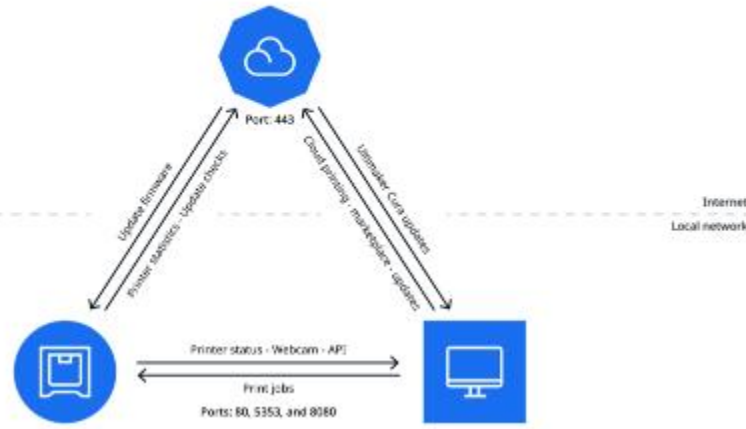 Port: 443
Update firmware
Printer statistics - Update checks
Cloud printing - marketplace - updates
Ultimaker Cura updates
Internet
Local network
Printer status - Webcam - API
Print jobs
Ports: 80, 5353, and 8080